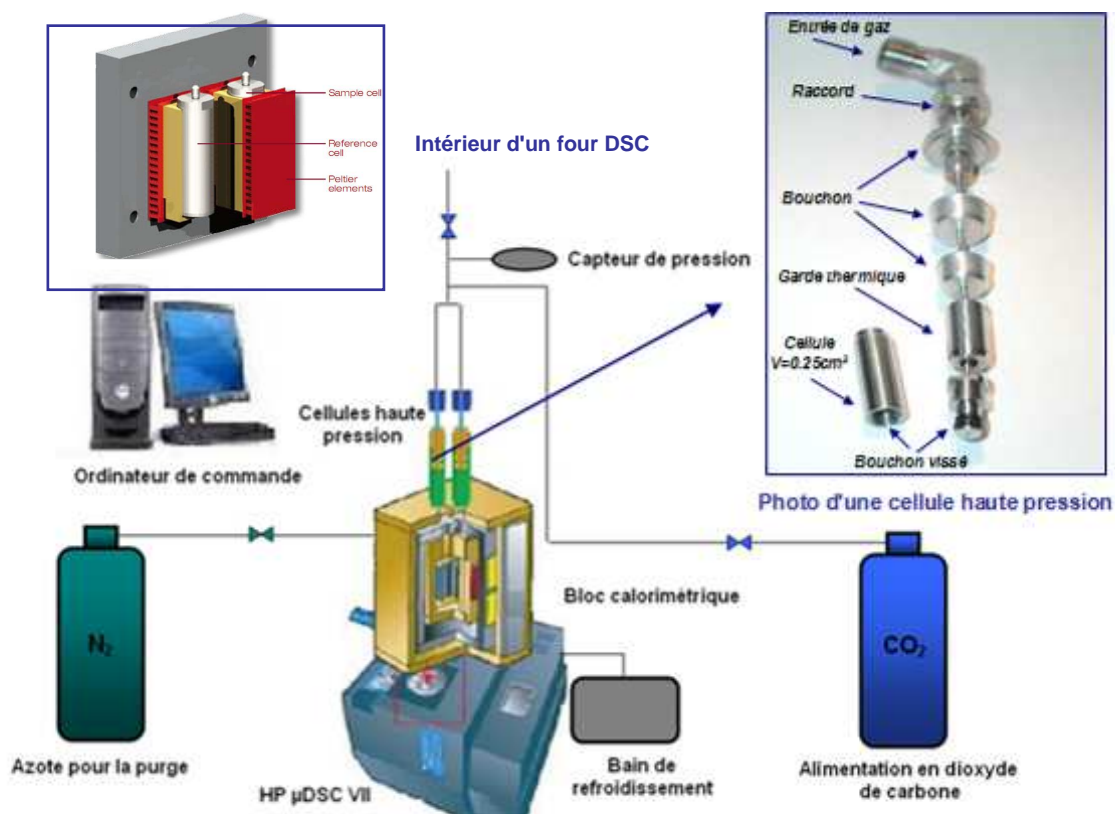 Sample cell
Reference
cell
Peltier
elements
Intérieur d'un four DSC
Entrée de gaz
Raccord
Bouchon
Garde thermique
Cellule
V=0.25cm³
Bouchon vissé
Photo d'une cellule haute pression
Capteur de pression
Cellules haute
pression
Ordinateur de commande
Bloc calorimétrique
N₂
CO₂
Azote pour la purge
HP µDSC VII
Bain de
refroidissement
Alimentation en dioxyde
de carbone